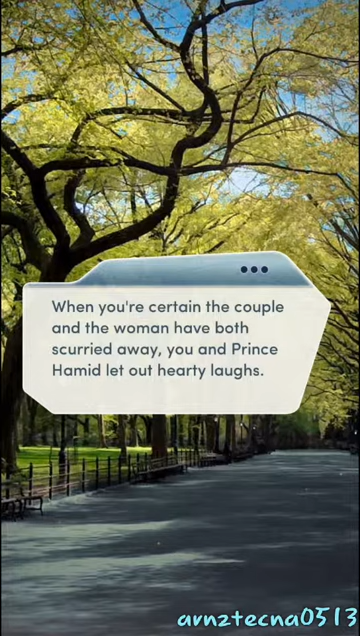 When you're certain the couple
and the woman have both
scurried away, you and Prince
Hamid let out hearty laughs.
arnztecna0513